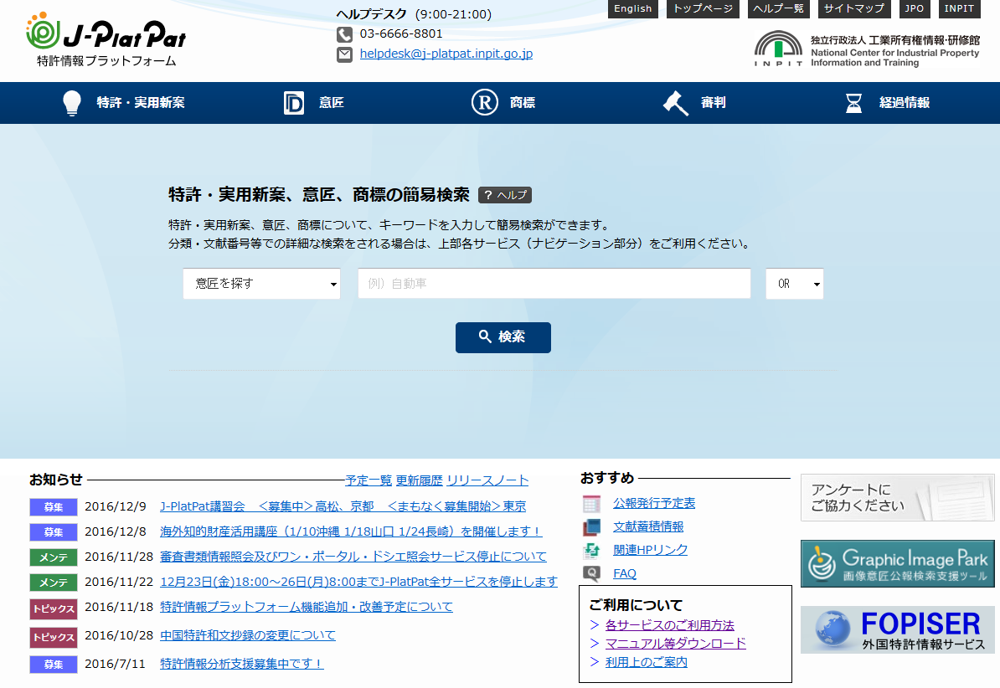 J-PlatPat
特許情報プラットフォーム
ヘルプデスク (9:00-21:00)
03-6666-8801
helpdesk@j-platpat.inpit.go.jp
English トップページ ヘルプ一覧 サイトマップ JPO INPIT
INPIT
独立行政法人 工業所有権情報・研修館
National Center for Industrial Property
Information and Training
特許・実用新案 意匠 商標 審判 経過情報
特許・実用新案、意匠、商標の簡易検索 ? ヘルプ
特許・実用新案、意匠、商標について、キーワードを入力して簡易検索ができます。
分類・文献番号等での詳細な検索をされる場合は、上部各サービス（ナビゲーション部分）をご利用ください。
意匠を探す 例）自動車 OR
検索
お知らせ 予定一覧 更新履歴 リリースノート
募集 2016/12/9 J-PlatPat講習会　＜募集中＞高松、京都　＜まもなく募集開始＞東京
募集 2016/12/8 海外知的財産活用講座（1/10沖縄 1/18山口 1/24長崎）を開催します！
メンテ 2016/11/28 審査書類情報照会及びワン・ポータル・ドシエ照会サービス停止について
メンテ 2016/11/22 12月23日(金)18:00～26日(月)8:00までJ-PlatPat全サービスを停止します
トピックス 2016/11/18 特許情報プラットフォーム機能追加・改善予定について
トピックス 2016/10/28 中国特許和文抄録の変更について
募集 2016/7/11 特許情報分析支援募集中です！
おすすめ
公報発行予定表
文献蓄積情報
関連HPリンク
FAQ
ご利用について
＞ 各サービスのご利用方法
＞ マニュアル等ダウンロード
＞ 利用上のご案内
アンケートに
ご協力ください
Graphic Image Park
画像意匠公報検索支援ツール
FOPISER
外国特許情報サービス